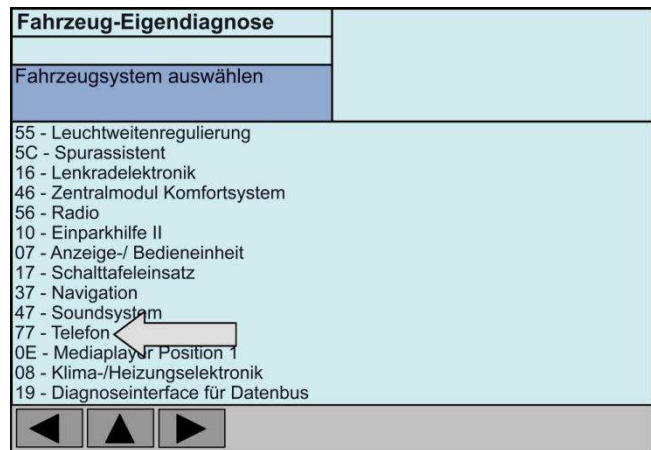 Fahrzeug-Eigendiagnose
Fahrzeugsystem auswählen
55 - Leuchtweitenregulierung
5C - Spurassistent
16 - Lenkradelektronik
46 - Zentralmodul Komfortsystem
56 - Radio
10 - Einparkhilfe II
07 - Anzeige-/ Bedieneinheit
17 - Schalttafeleinsatz
37 - Navigation
47 - Soundsystem
77 - Telefon
0E - Mediaplayer Position 1
08 - Klima-/Heizungselektronik
19 - Diagnoseinterface für Datenbus